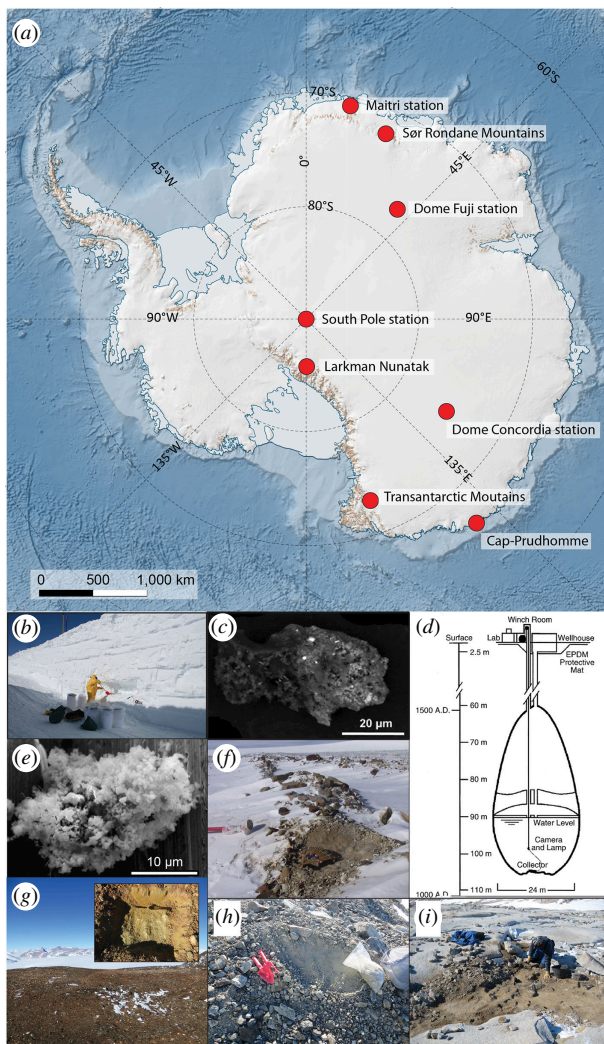 (a)
60°S
70°S
Maitri station
Sør Rondane Mountains
45°W
0°
45°E
80°S
Dome Fuji station
90°W
South Pole station
90°E
Larkman Nunatak
Dome Concordia station
135°W
135°E
Transantarctic Moutains
Cap-Prudhomme
0 500 1,000 km
(b)
(c)
20 µm
(d)
Winch Room
Surface
Lab
Wellhouse
2.5 m
EPDM
Protective
Mat
1500 A.D.
60 m
70 m
80 m
90 m
Water Level
Camera
and Lamp
100 m
Collector
1000 A.D.
110 m
24 m
(e)
10 µm
(f)
(g)
(h)
(i)